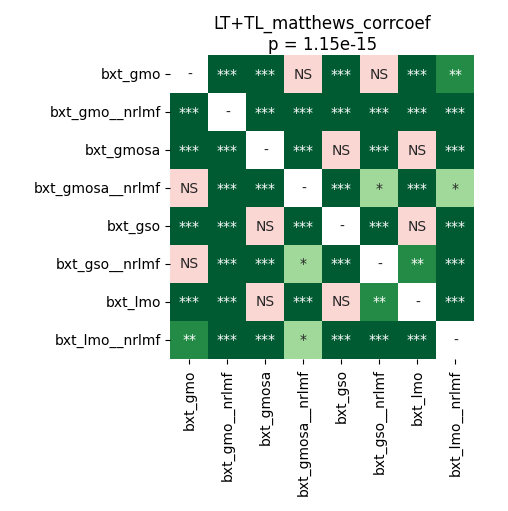 LT+TL_matthews_corrcoef
p = 1.15e-15
bxt_gmo - *** *** NS *** NS *** **
bxt_gmo__nrlmf *** - *** *** *** *** *** ***
bxt_gmosa *** *** - *** NS *** NS ***
bxt_gmosa__nrlmf NS *** *** - *** * *** *
bxt_gso *** *** NS *** - *** NS ***
bxt_gso__nrlmf NS *** *** * *** - ** ***
bxt_lmo *** *** NS *** NS ** - ***
bxt_lmo__nrlmf ** *** *** * *** *** *** -
bxt_gmo
bxt_gmo__nrlmf
bxt_gmosa
bxt_gmosa__nrlmf
bxt_gso
bxt_gso__nrlmf
bxt_lmo
bxt_lmo__nrlmf